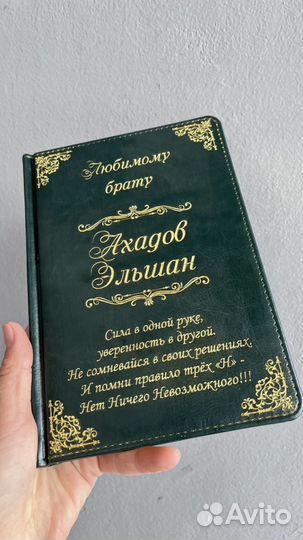 Любимому
брату
Ахадов
Эльшан
Сила в одной руке,
уверенность в другой.
Не сомневайся в своих решениях,
И помни правило трёх «Н» -
Нет Ничего Невозможного!!!
Avito